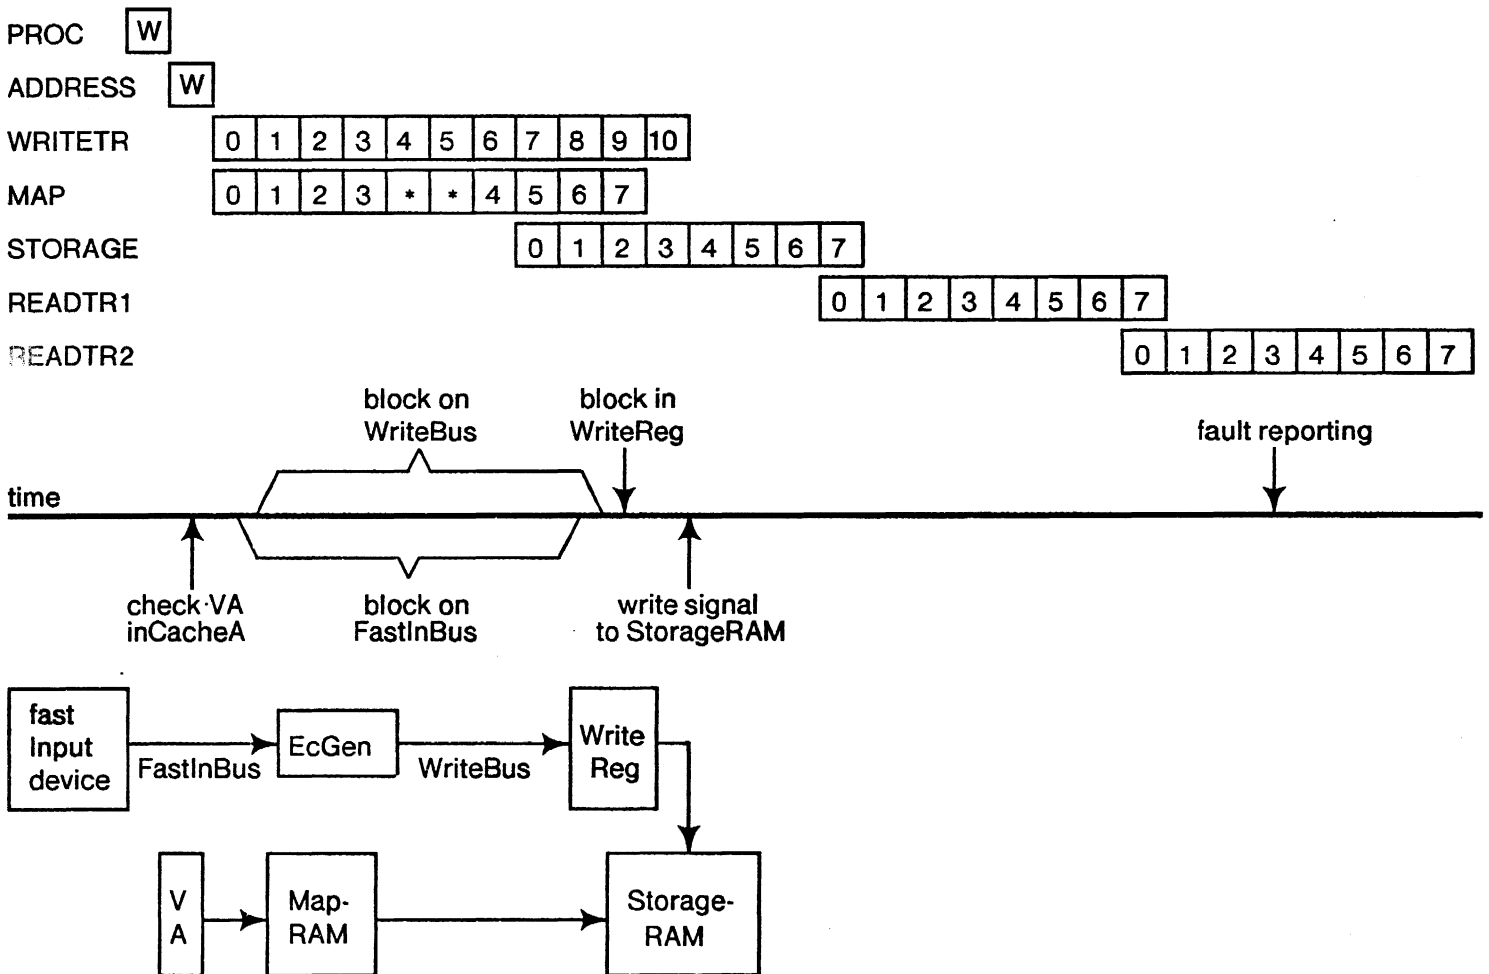 PROC W
ADDRESS W
WRITETR 0 1 2 3 4 5 6 7 8 9 10
MAP 0 1 2 3 * * 4 5 6 7
STORAGE 0 1 2 3 4 5 6 7
READTR1 0 1 2 3 4 5 6 7
READTR2 0 1 2 3 4 5 6 7
block on
WriteBus
block in
WriteReg
fault reporting
time
check VA
inCacheA
block on
FastInBus
write signal
to StorageRAM
fast
Input
device
FastInBus
EcGen
WriteBus
Write
Reg
V
A
Map-
RAM
Storage-
RAM